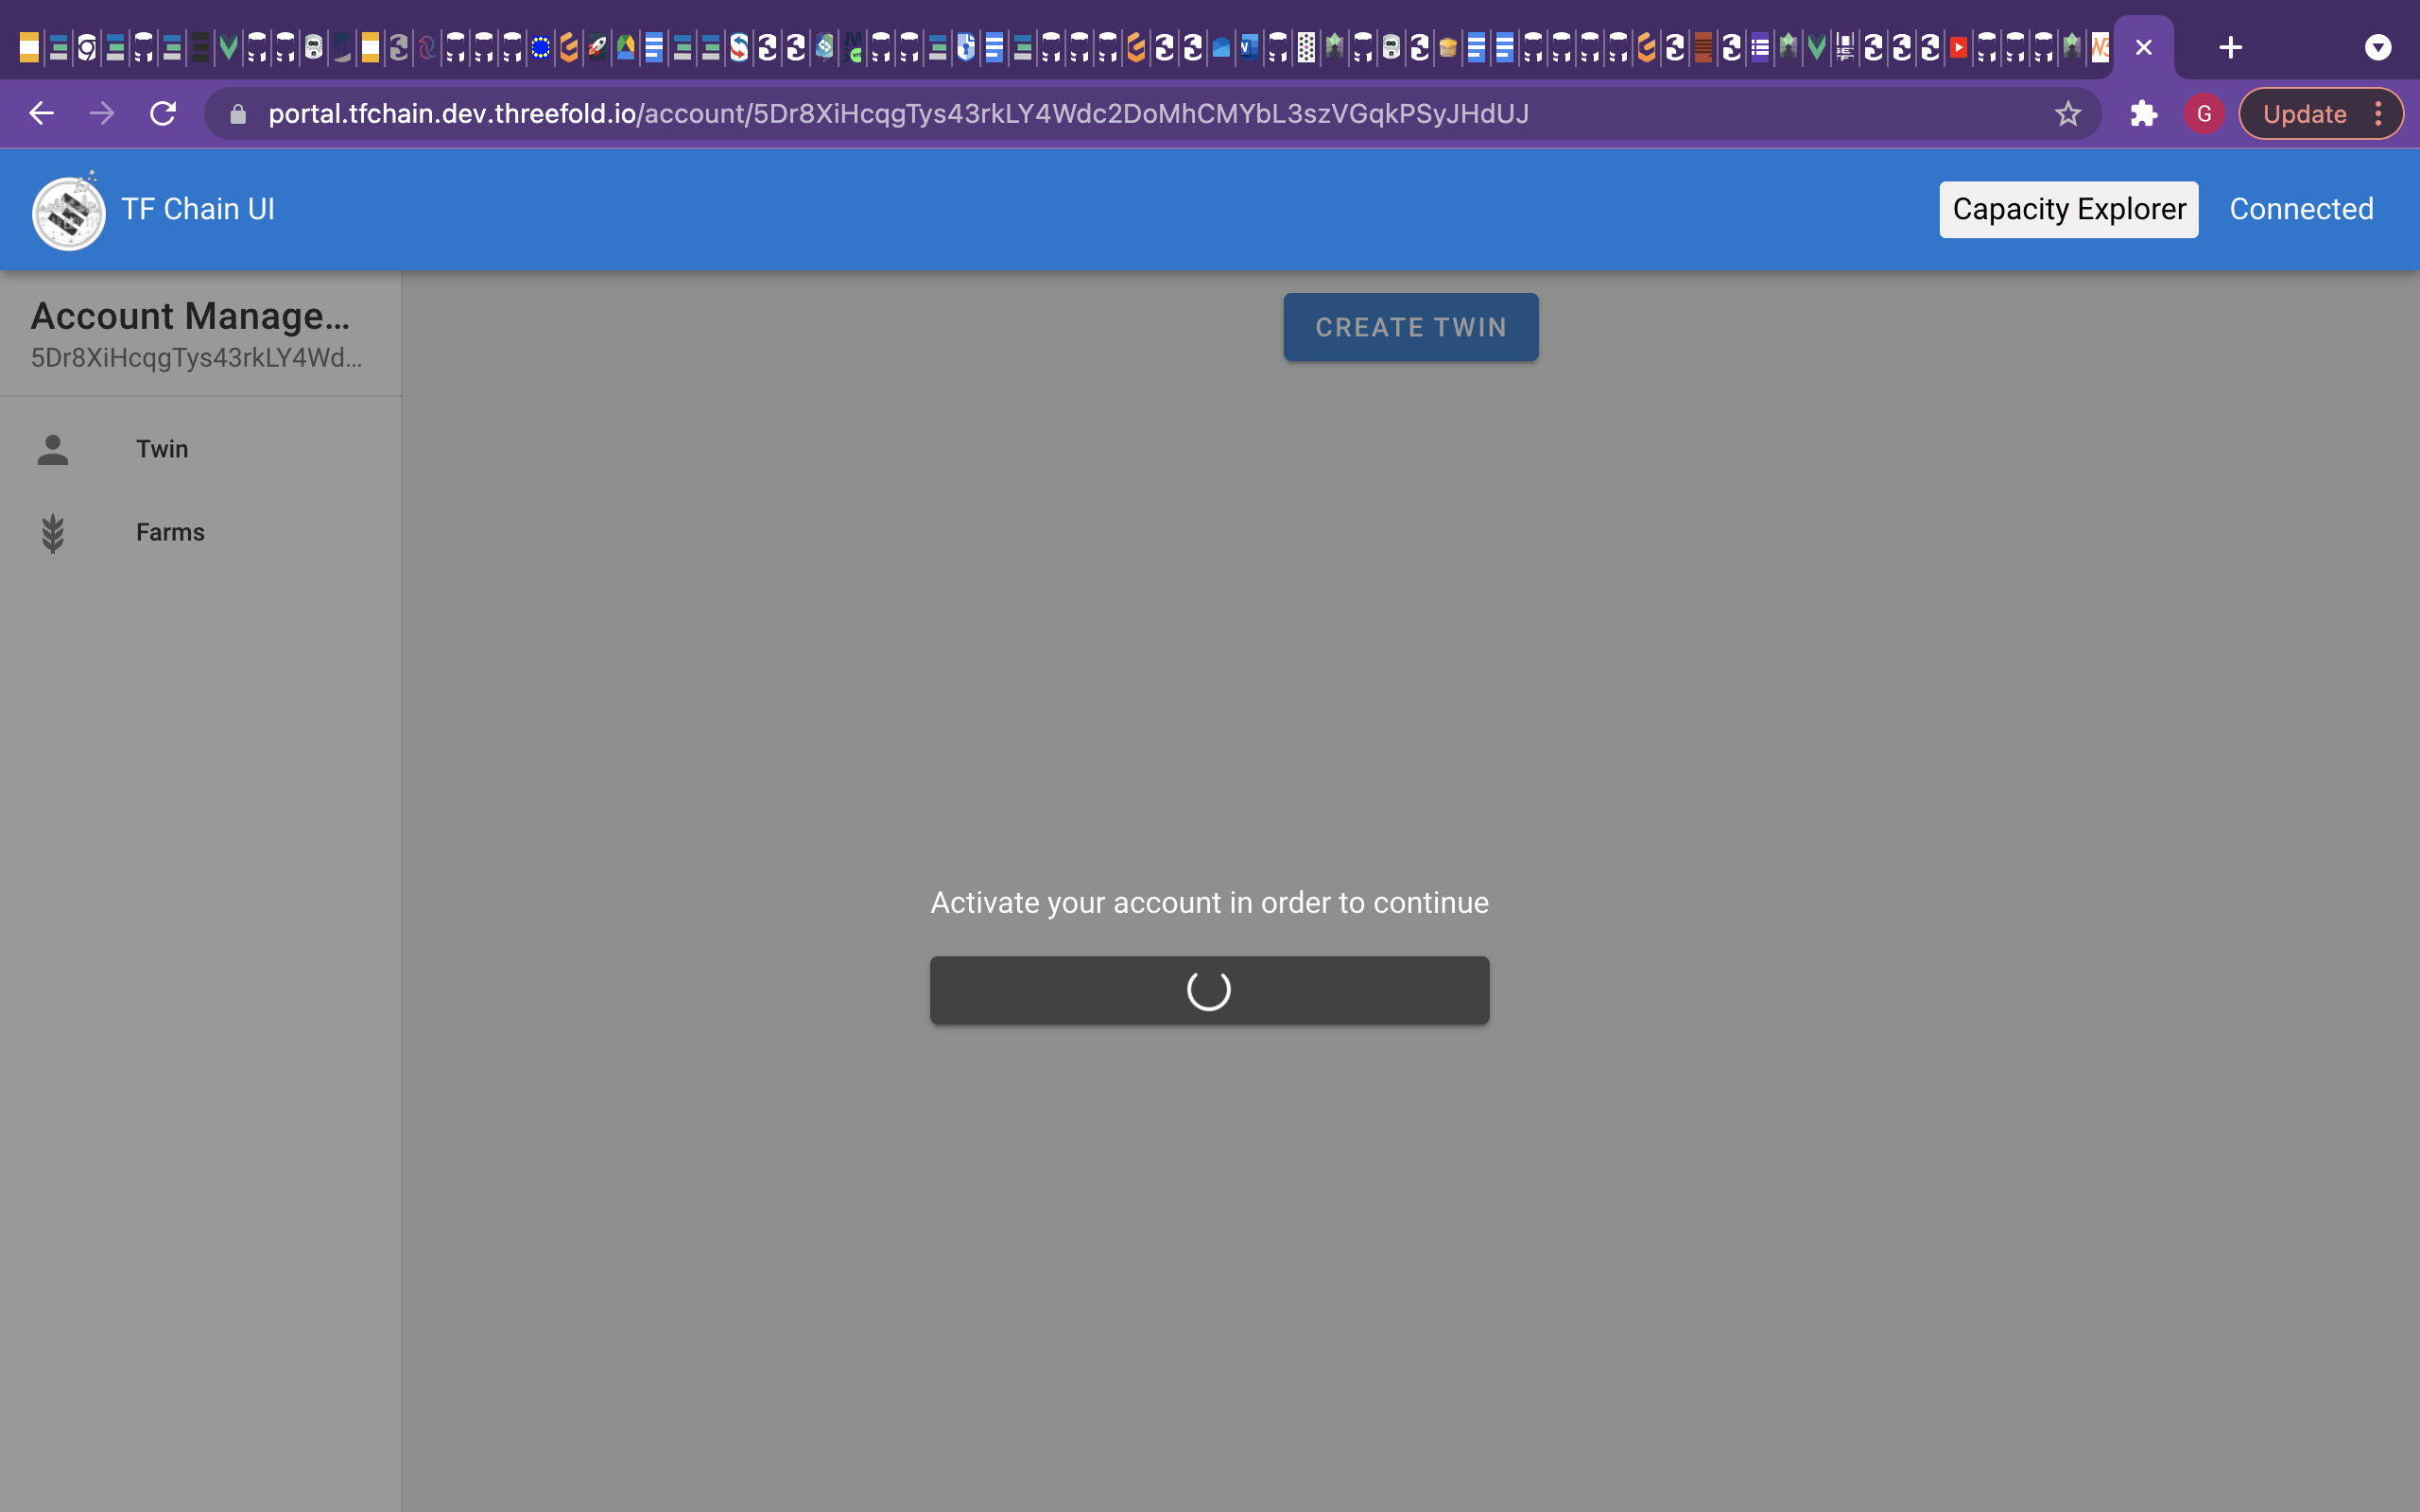 portal.tfchain.dev.threefold.io/account/5Dr8XiHcqgTys43rkLY4Wdc2DoMhCMYbL3szVGqkPSyJHdUJ
G
Update
TF Chain UI
Capacity Explorer
Connected
Account Manage...
5Dr8XiHcqgTys43rkLY4Wd...
CREATE TWIN
Twin
Farms
Activate your account in order to continue